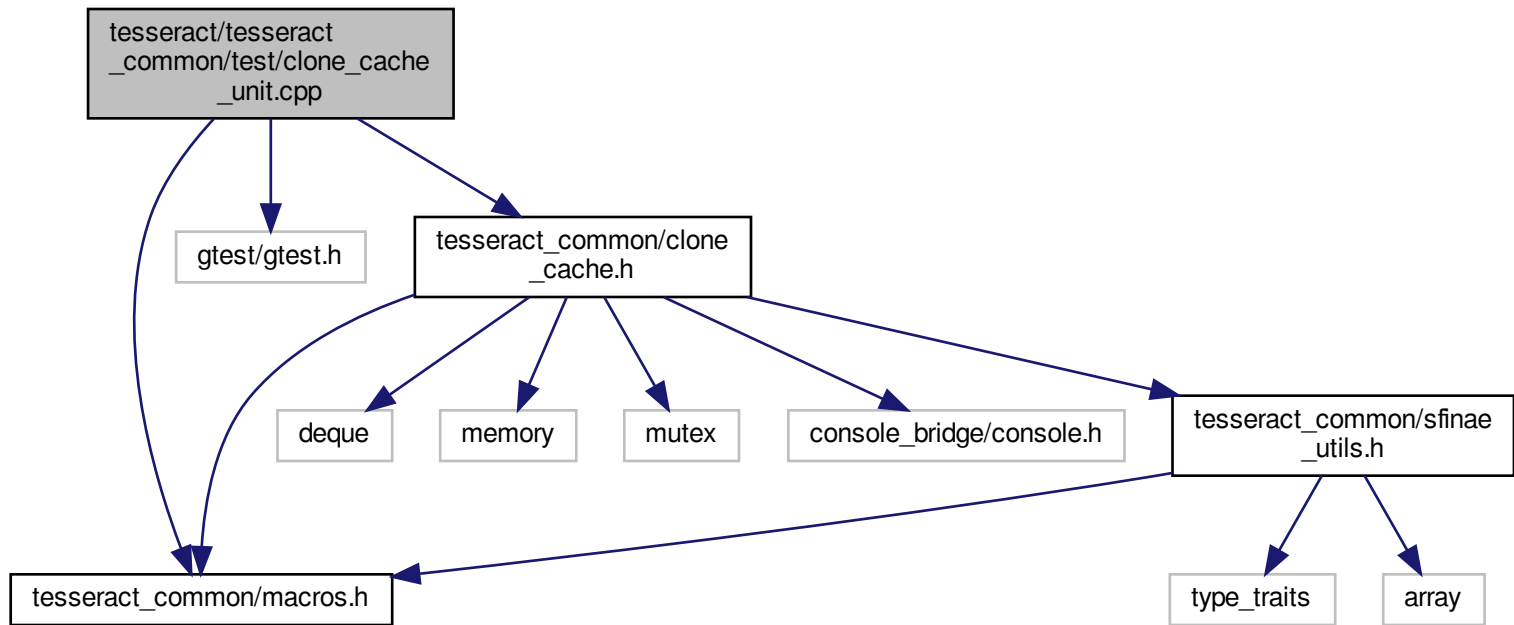 tesseract/tesseract
_common/test/clone_cache
_unit.cpp
gtest/gtest.h
tesseract_common/clone
_cache.h
deque
memory
mutex
console_bridge/console.h
tesseract_common/sfinae
_utils.h
tesseract_common/macros.h
type_traits
array